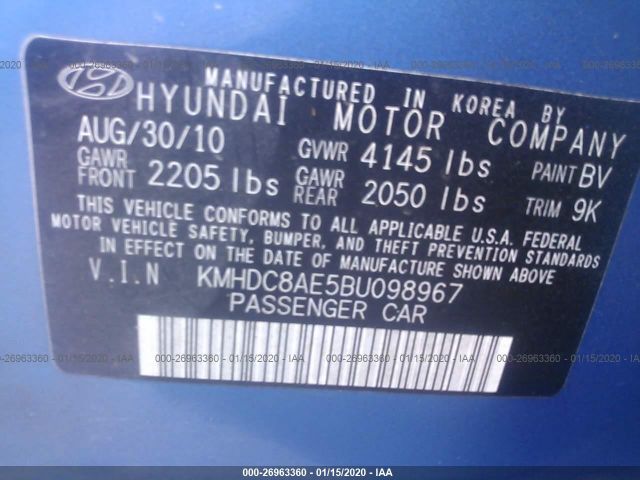 MANUFACTURED IN KOREA BY
HYUNDAI MOTOR COMPANY
AUG/30/10 GVWR 4145 lbs PAINT BV
GAWR FRONT 2205 lbs GAWR REAR 2050 lbs TRIM 9K
THIS VEHICLE CONFORMS TO ALL APPLICABLE U.S.A. FEDERAL
MOTOR VEHICLE SAFETY, BUMPER, AND THEFT PREVENTION STANDARDS
IN EFFECT ON THE DATE OF MANUFACTURE SHOWN ABOVE
V.I.N KMHDC8AE5BU098967
PASSENGER CAR
000-26963360 - 01/15/2020 - IAA